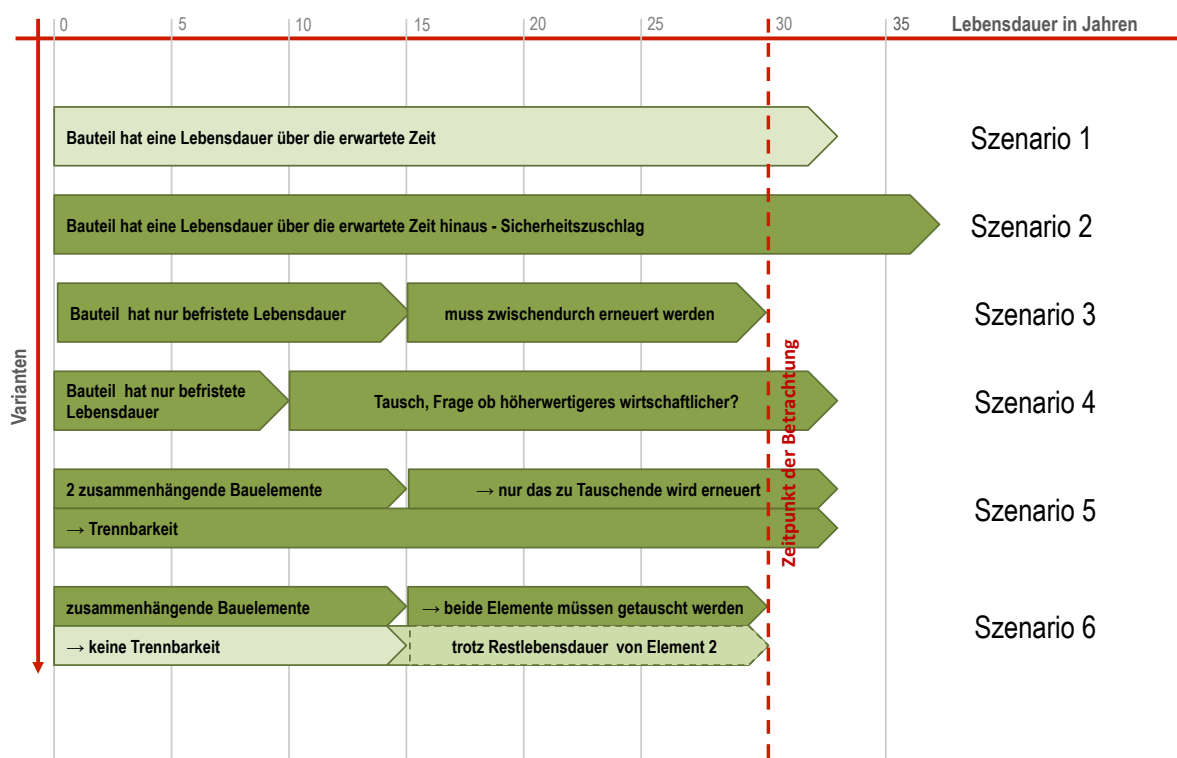 0 5 10 15 20 25 30 35 Lebensdauer in Jahren
Varianten
Bauteil hat eine Lebensdauer über die erwartete Zeit
Szenario 1
Bauteil hat eine Lebensdauer über die erwartete Zeit hinaus - Sicherheitszuschlag
Szenario 2
Bauteil hat nur befristete Lebensdauer
muss zwischendurch erneuert werden
Szenario 3
Bauteil hat nur befristete
Lebensdauer
Tausch, Frage ob höherwertigeres wirtschaftlicher?
Szenario 4
Zeitpunkt der Betrachtung
2 zusammenhängende Bauelemente
→ nur das zu Tauschende wird erneuert
→ Trennbarkeit
Szenario 5
zusammenhängende Bauelemente
→ beide Elemente müssen getauscht werden
→ keine Trennbarkeit
trotz Restlebensdauer von Element 2
Szenario 6